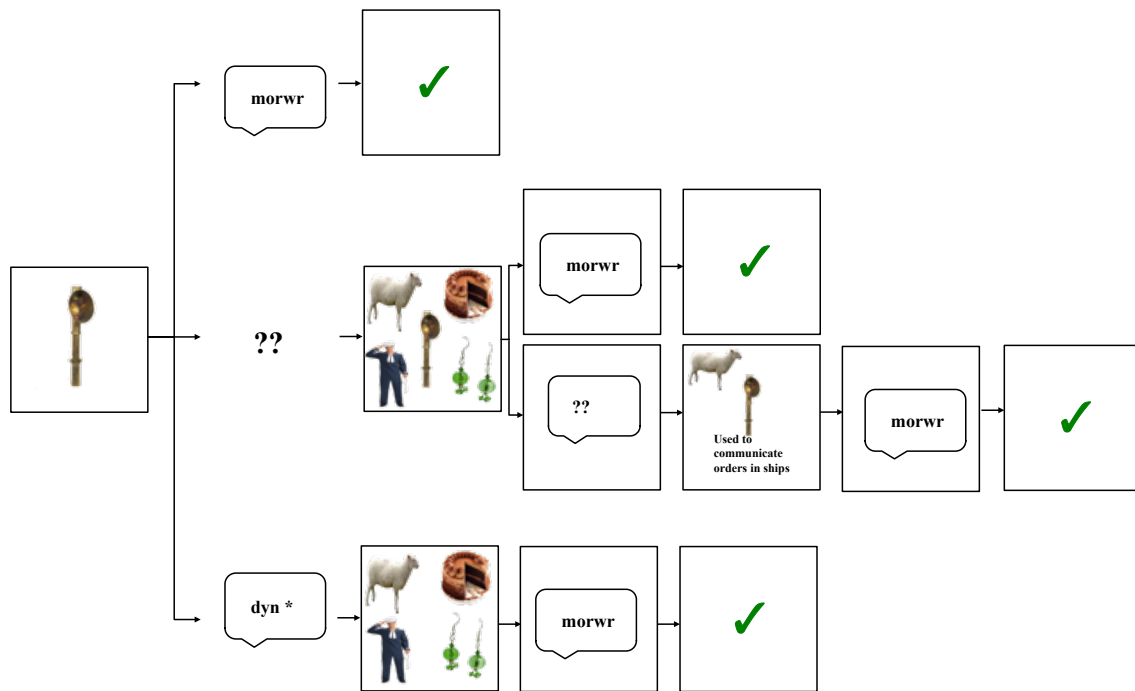 morwr
morwr
??
??
Used to
communicate
orders in ships
morwr
dyn *
morwr